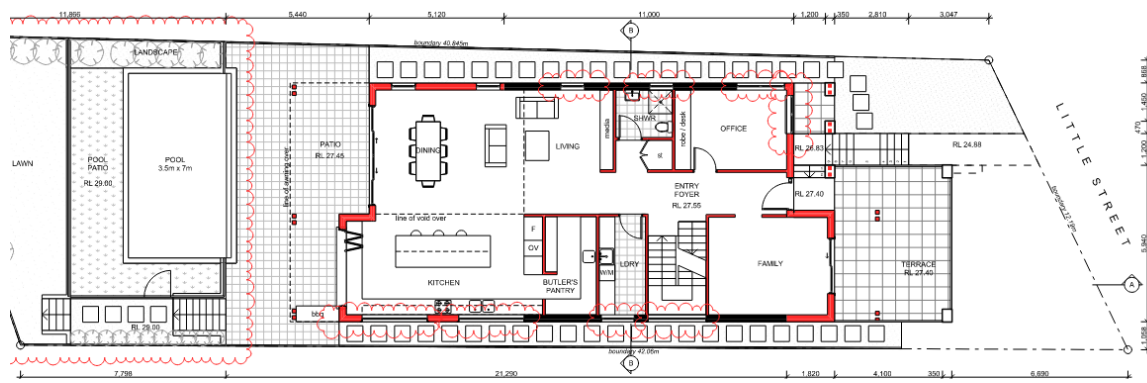 11,866
5,440
5,120
11,000
1,200
350
2,810
3,047
boundary 40.845m
B
LANDSCAPE
LAWN
POOL
PATIO
RL 29.00
POOL
3.5m x 7m
PATIO
RL 27.45
line of awning over
DINING
LIVING
media
SHWR
st
robe / desk
OFFICE
RL 26.83
RL 24.88
ENTRY
FOYER
RL 27.55
RL 27.40
line of void over
F
OV
KITCHEN
BUTLER'S
PANTRY
W/M
LDRY
FAMILY
TERRACE
RL 27.40
bbq
RL 29.00
LITTLE STREET
boundary 12.19m
A
1,868
1,490
470
1,200
5,940
1,268
boundary 42.06m
B
7,798
21,290
1,820
4,100
350
6,690